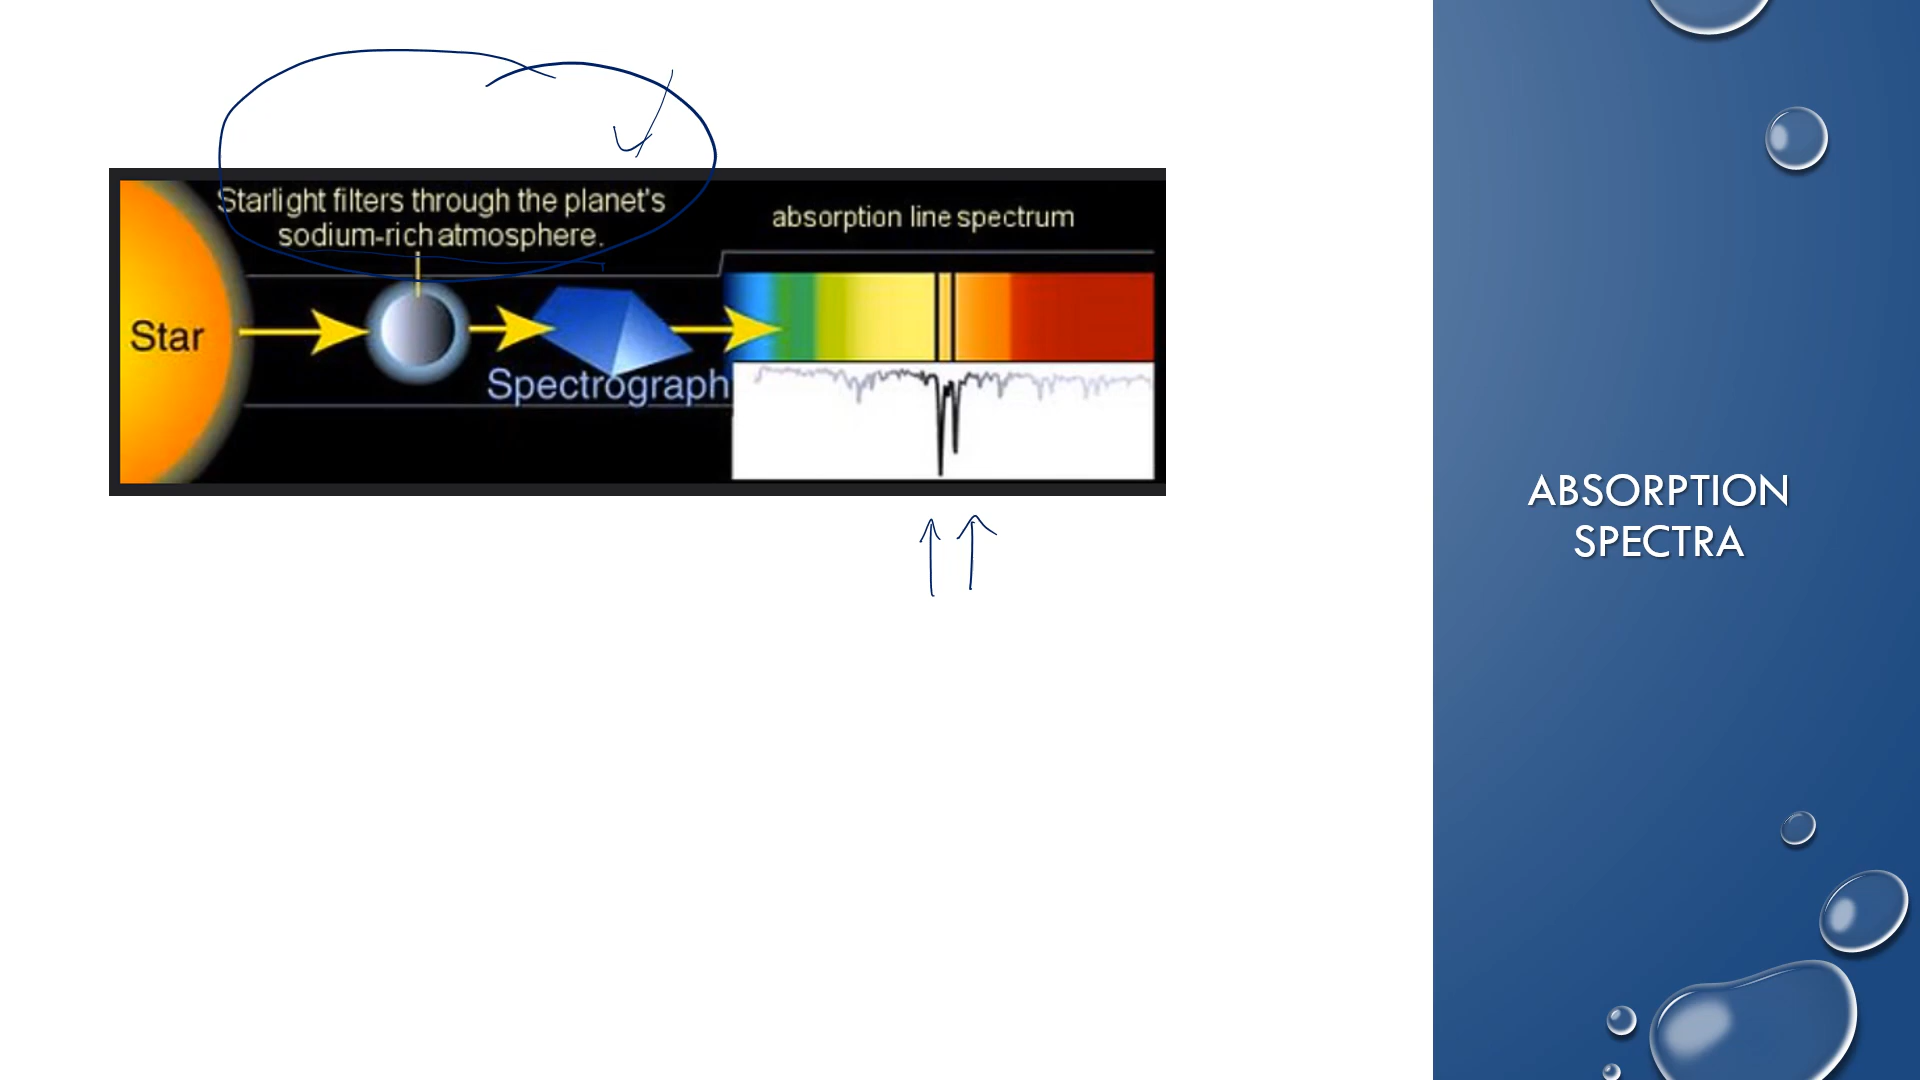 Starlight filters through the planet's
sodium-rich atmosphere.
absorption line spectrum
Star
Spectrograph
ABSORPTION
SPECTRA